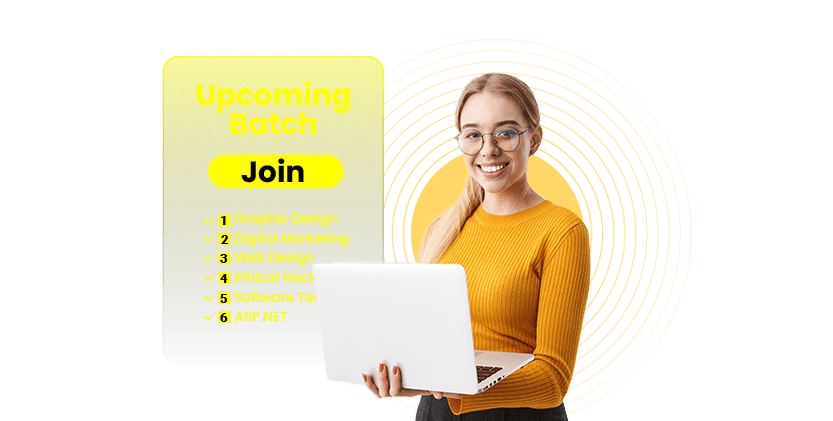 Upcoming
Batch
Join
1 Graphic Design
2 Digital Marketing
3 Web Design
4 Ethical
5 Software
6 ASP.NET